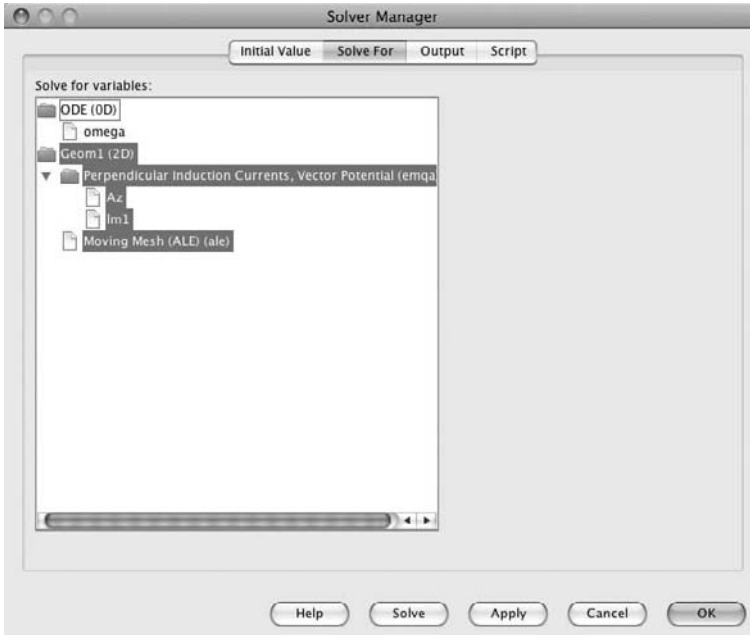 Solver Manager
Initial Value Solve For Output Script
Solve for variables:
ODE (0D)
omega
Geom1 (2D)
Perpendicular Induction Currents, Vector Potential (emqa
Az
lm1
Moving Mesh (ALE) (ale)
Help Solve Apply Cancel OK